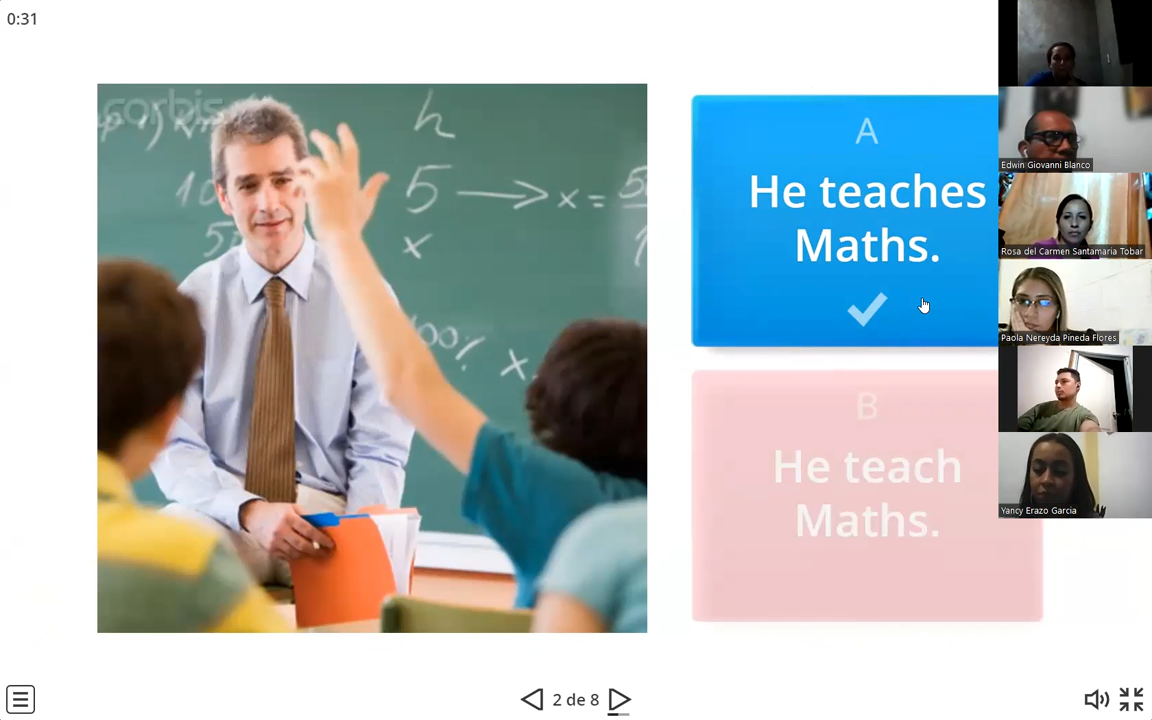 0:31
corbis
h
5 → x =
x
100% x
A
He teaches
Maths.
B
He teach
Maths.
Edwin Giovanni Blanco
Rosa del Carmen Santamaria Tobar
Paola Nereyda Pineda Flores
Yancy Erazo Garcia
2 de 8